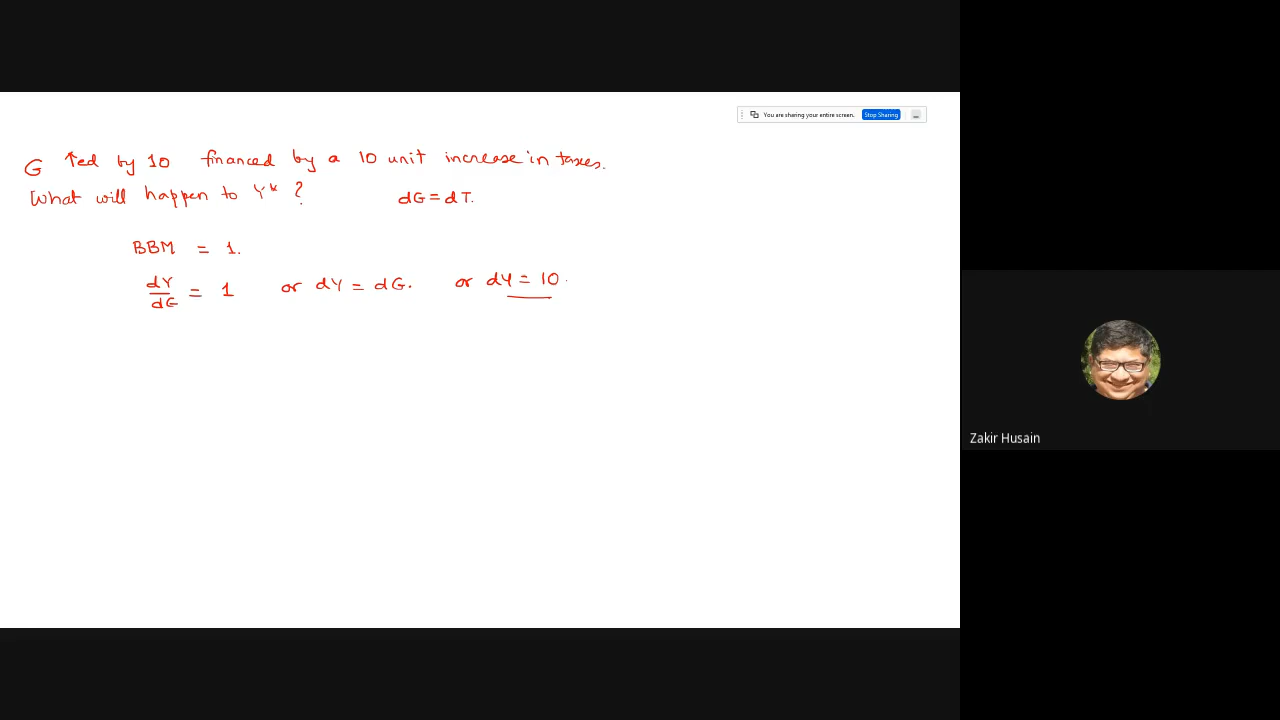 You are sharing your entire screen. Stop Sharing
G ↑ed by 10 financed by a 10 unit increase in taxes.
What will happen to Y* ? dG = dT.
BBM = 1.
dY/dG = 1 or dY = dG. or dY = 10.
Zakir Husain